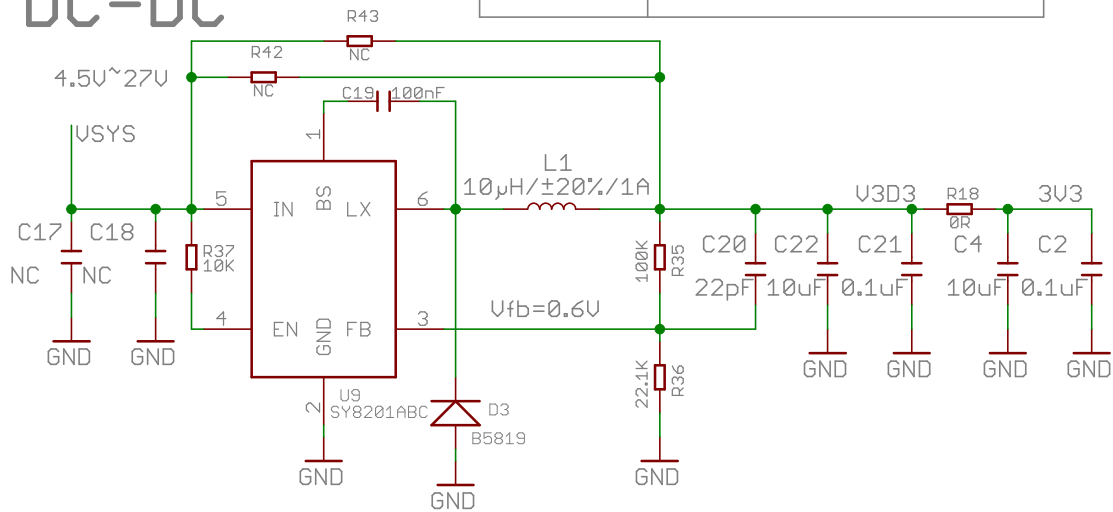 DC-DC
R43
NC
R42
NC
4.5V~27V
C19 100nF
VSYS
1
L1
10µH/±20%/1A
5 IN BS LX 6
V3D3 R18 3V3
0R
C17 C18
NC NC
R37
10K
100K
R35
C20 C22 C21 C4 C2
22pF 10uF 0.1uF 10uF 0.1uF
Vfb=0.6V
4 EN GND FB 3
GND GND
GND GND GND GND
22.1K
R36
2
U9
SY8201ABC
D3
B5819
GND GND
GND